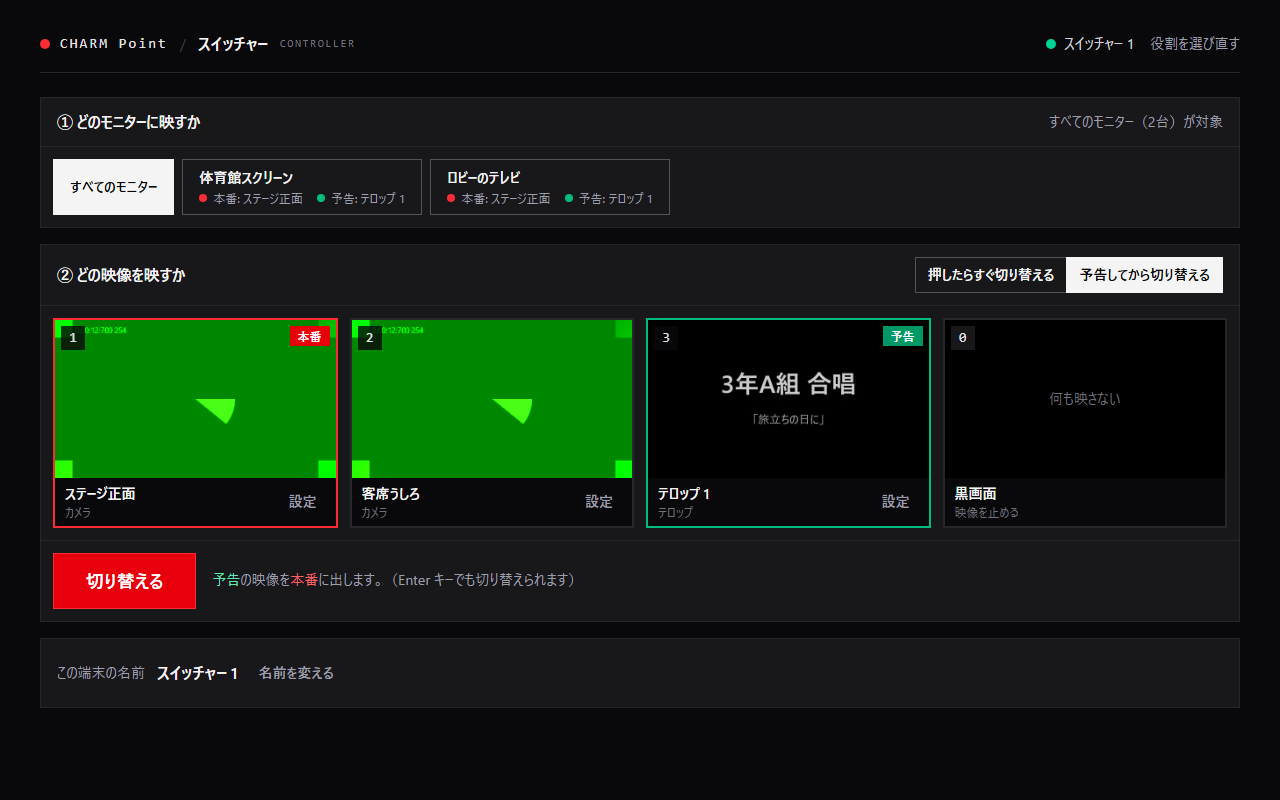 CHARM Point / スイッチャー CONTROLLER
スイッチャー 1 役割を選び直す
① どのモニターに映すか
すべてのモニター（2台）が対象
すべてのモニター
体育館スクリーン
本番: ステージ正面 予告: テロップ 1
ロビーのテレビ
本番: ステージ正面 予告: テロップ 1
② どの映像を映すか
押したらすぐ切り替える
予告してから切り替える
1
本番
ステージ正面
カメラ
設定
2
客席うしろ
カメラ
設定
3
予告
3年A組 合唱
「旅立ちの日に」
テロップ 1
テロップ
設定
0
何も映さない
黒画面
映像を止める
切り替える
予告の映像を本番に出します。（Enter キーでも切り替えられます）
この端末の名前 スイッチャー 1 名前を変える